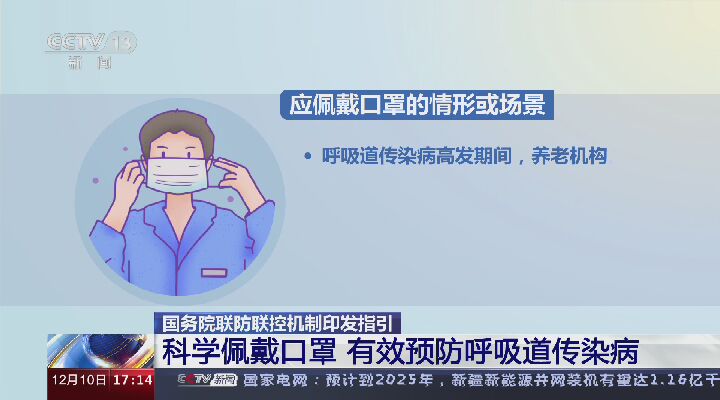 CCTV 13
新闻
应佩戴口罩的情形或场景
• 呼吸道传染病高发期间，养老机构
国务院联防联控机制印发指引
科学佩戴口罩 有效预防呼吸道传染病
12月10日 17:14 CCTV新闻 国家电网：预计到2025年，新疆新能源并网装机有望达1.16亿千